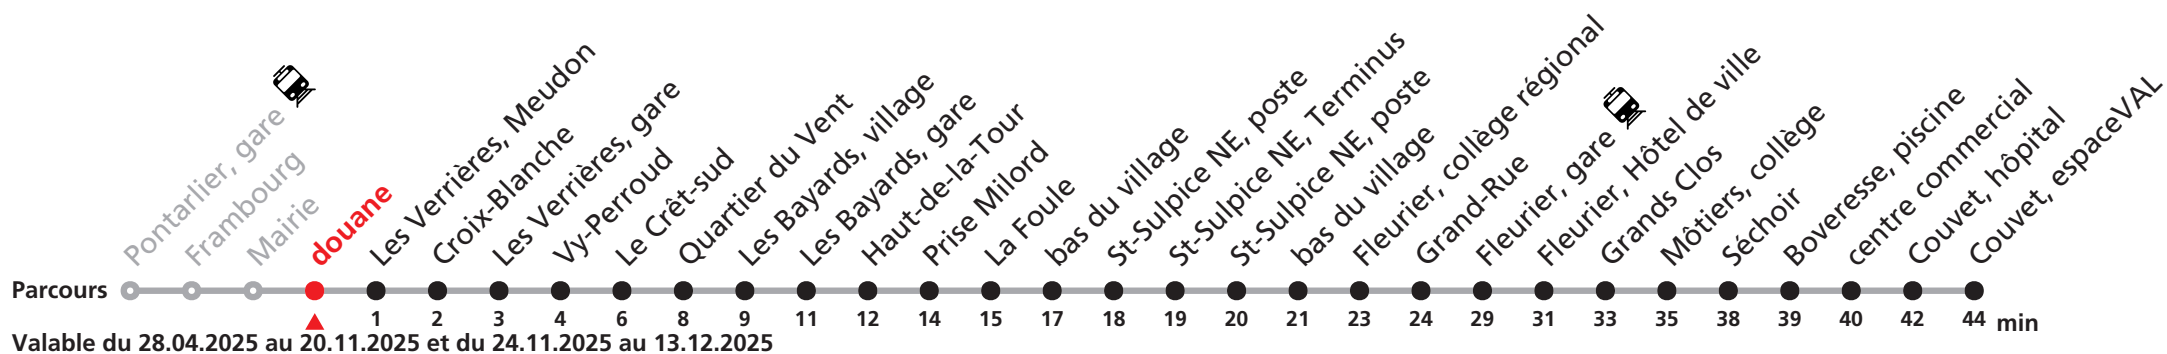 Pontarlier, gare
Frambourg
Mairie
douane
Les Verrières, Meudon
Croix-Blanche
Les Verrières, gare
Vy-Perroud
Le Crêt-sud
Quartier du Vent
Les Bayards, village
Les Bayards, gare
Haut-de-la-Tour
Prise Milord
La Foule
bas du village
St-Sulpice NE, poste
St-Sulpice NE, Terminus
St-Sulpice NE, poste
bas du village
Fleurier, collège régional
Grand-Rue
Fleurier, gare
Fleurier, Hôtel de ville
Grands Clos
Môtiers, collège
Séchoir
Boveresse, piscine
centre commercial
Couvet, hôpital
Couvet, espaceVAL
Parcours
1 2 3 4 6 8 9 11 12 14 15 17 18 19 20 21 23 24 29 31 33 35 38 39 40 42 44 min
Valable du 28.04.2025 au 20.11.2025 et du 24.11.2025 au 13.12.2025